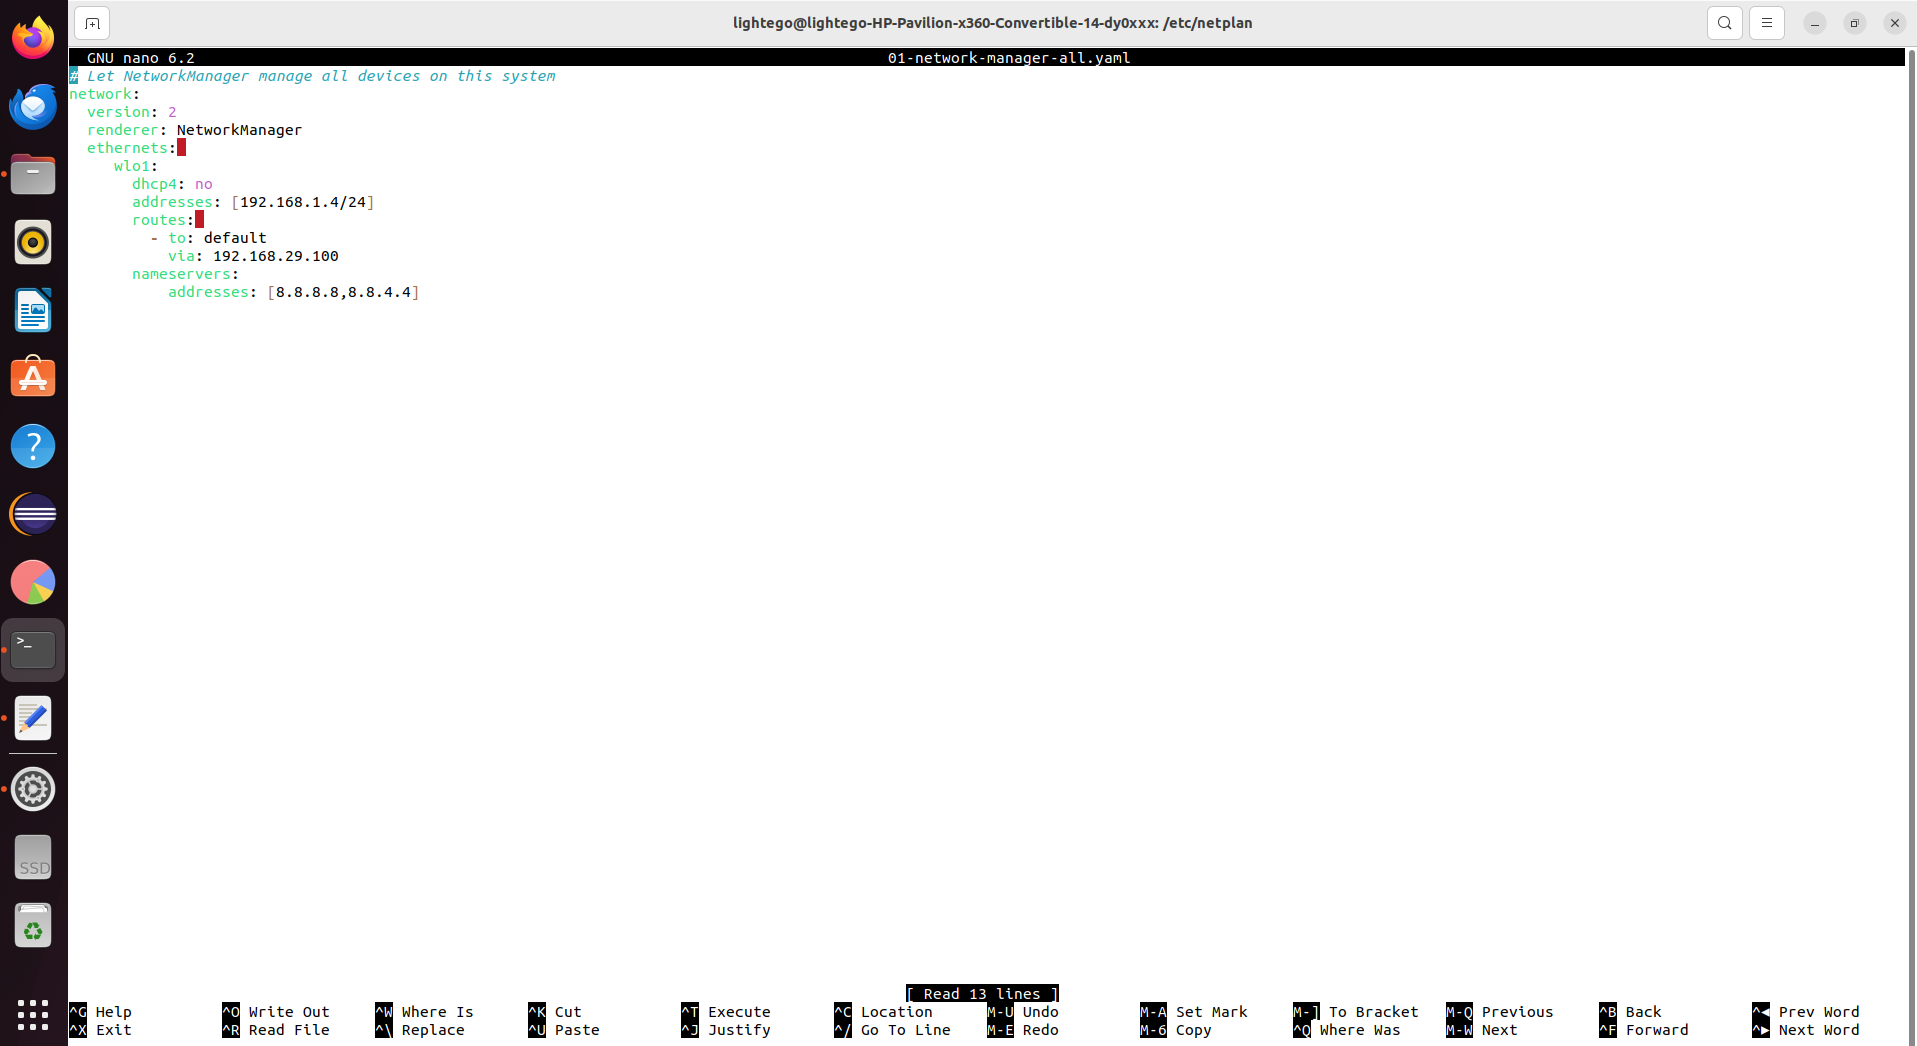 lightego@lightego-HP-Pavilion-x360-Convertible-14-dy0xxx: /etc/netplan
GNU nano 6.2 01-network-manager-all.yaml
# Let NetworkManager manage all devices on this system
network:
  version: 2
  renderer: NetworkManager
  ethernets:
     wlo1:
       dhcp4: no
       addresses: [192.168.1.4/24]
       routes:
         - to: default
           via: 192.168.29.100
       nameservers:
           addresses: [8.8.8.8,8.8.4.4]
>_
?
SSD
[ Read 13 lines ]
^G Help ^O Write Out ^W Where Is ^K Cut ^T Execute ^C Location M-U Undo M-A Set Mark M-] To Bracket M-Q Previous ^B Back ^◀ Prev Word
^X Exit ^R Read File ^\ Replace ^U Paste ^J Justify ^/ Go To Line M-E Redo M-6 Copy ^Q Where Was M-W Next ^F Forward ^▶ Next Word